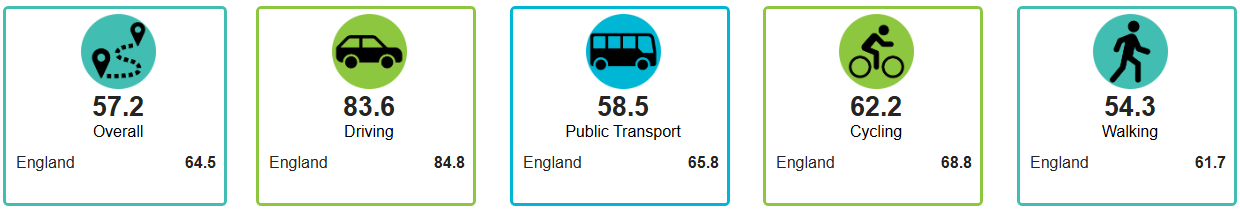 57.2
Overall
England 64.5
83.6
Driving
England 84.8
58.5
Public Transport
England 65.8
62.2
Cycling
England 68.8
54.3
Walking
England 61.7